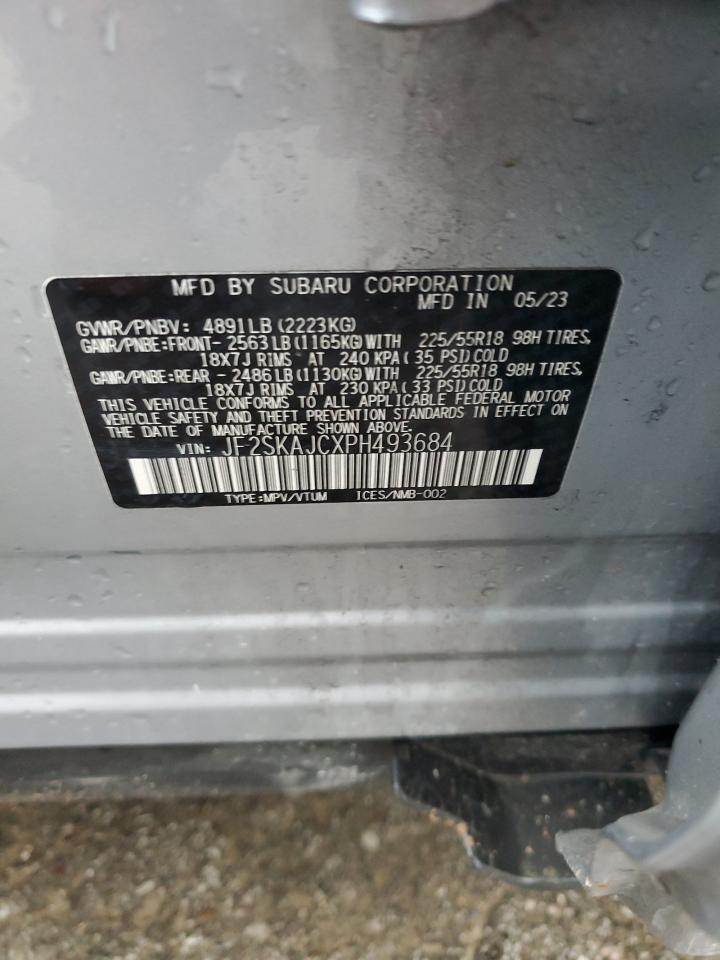 MFD BY SUBARU CORPORATION
MFD IN 05/23
GVWR/PNBV: 4891LB(2223KG)
GAWR/PNBE:FRONT- 2563LB(1165KG)WITH 225/55R18 98H TIRES,
18X7J RIMS AT 240 KPA( 35 PSI)COLD
GAWR/PNBE:REAR - 2486LB(1130KG)WITH 225/55R18 98H TIRES,
18X7J RIMS AT 230 KPA( 33 PSI)COLD
THIS VEHICLE CONFORMS TO ALL APPLICABLE FEDERAL MOTOR
VEHICLE SAFETY AND THEFT PREVENTION STANDARDS IN EFFECT ON
THE DATE OF MANUFACTURE SHOWN ABOVE.
VIN: JF2SKAJCXPH493684
TYPE:MPV/VTUM ICES/NMB-002